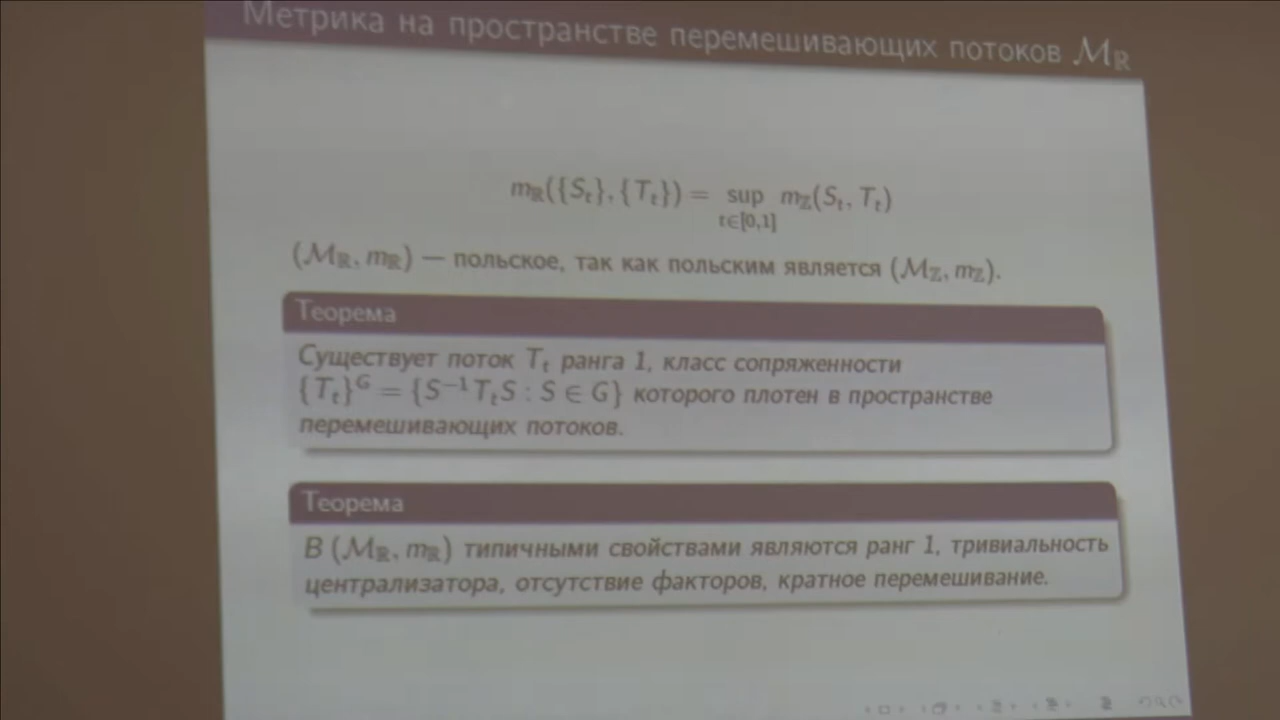 Метрика на пространстве перемешивающих потоков ℳ_ℝ
m_ℝ({S_t}, {T_t}) = sup_{t∈[0,1]} m_ℤ(S_t, T_t)
(ℳ_ℝ, m_ℝ) — польское, так как польским является (ℳ_ℤ, m_ℤ).
Теорема
Существует поток T_t ранга 1, класс сопряженности
{T_t}^G = {S^{-1}T_tS : S ∈ G} которого плотен в пространстве
перемешивающих потоков.
Теорема
В (ℳ_ℝ, m_ℝ) типичными свойствами являются ранг 1, тривиальность
централизатора, отсутствие факторов, кратное перемешивание.